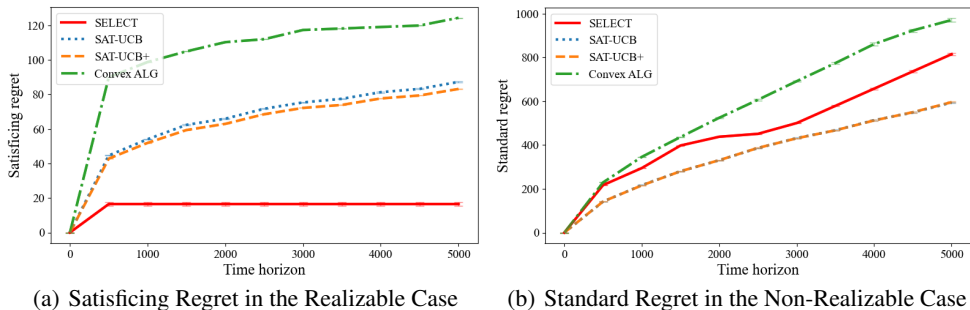 SELECT
SAT-UCB
SAT-UCB+
Convex ALG
Satisficing regret
120
100
80
60
40
20
0
0 1000 2000 3000 4000 5000
Time horizon
(a) Satisficing Regret in the Realizable Case
SELECT
SAT-UCB
SAT-UCB+
Convex ALG
Standard regret
1000
800
600
400
200
0
0 1000 2000 3000 4000 5000
Time horizon
(b) Standard Regret in the Non-Realizable Case